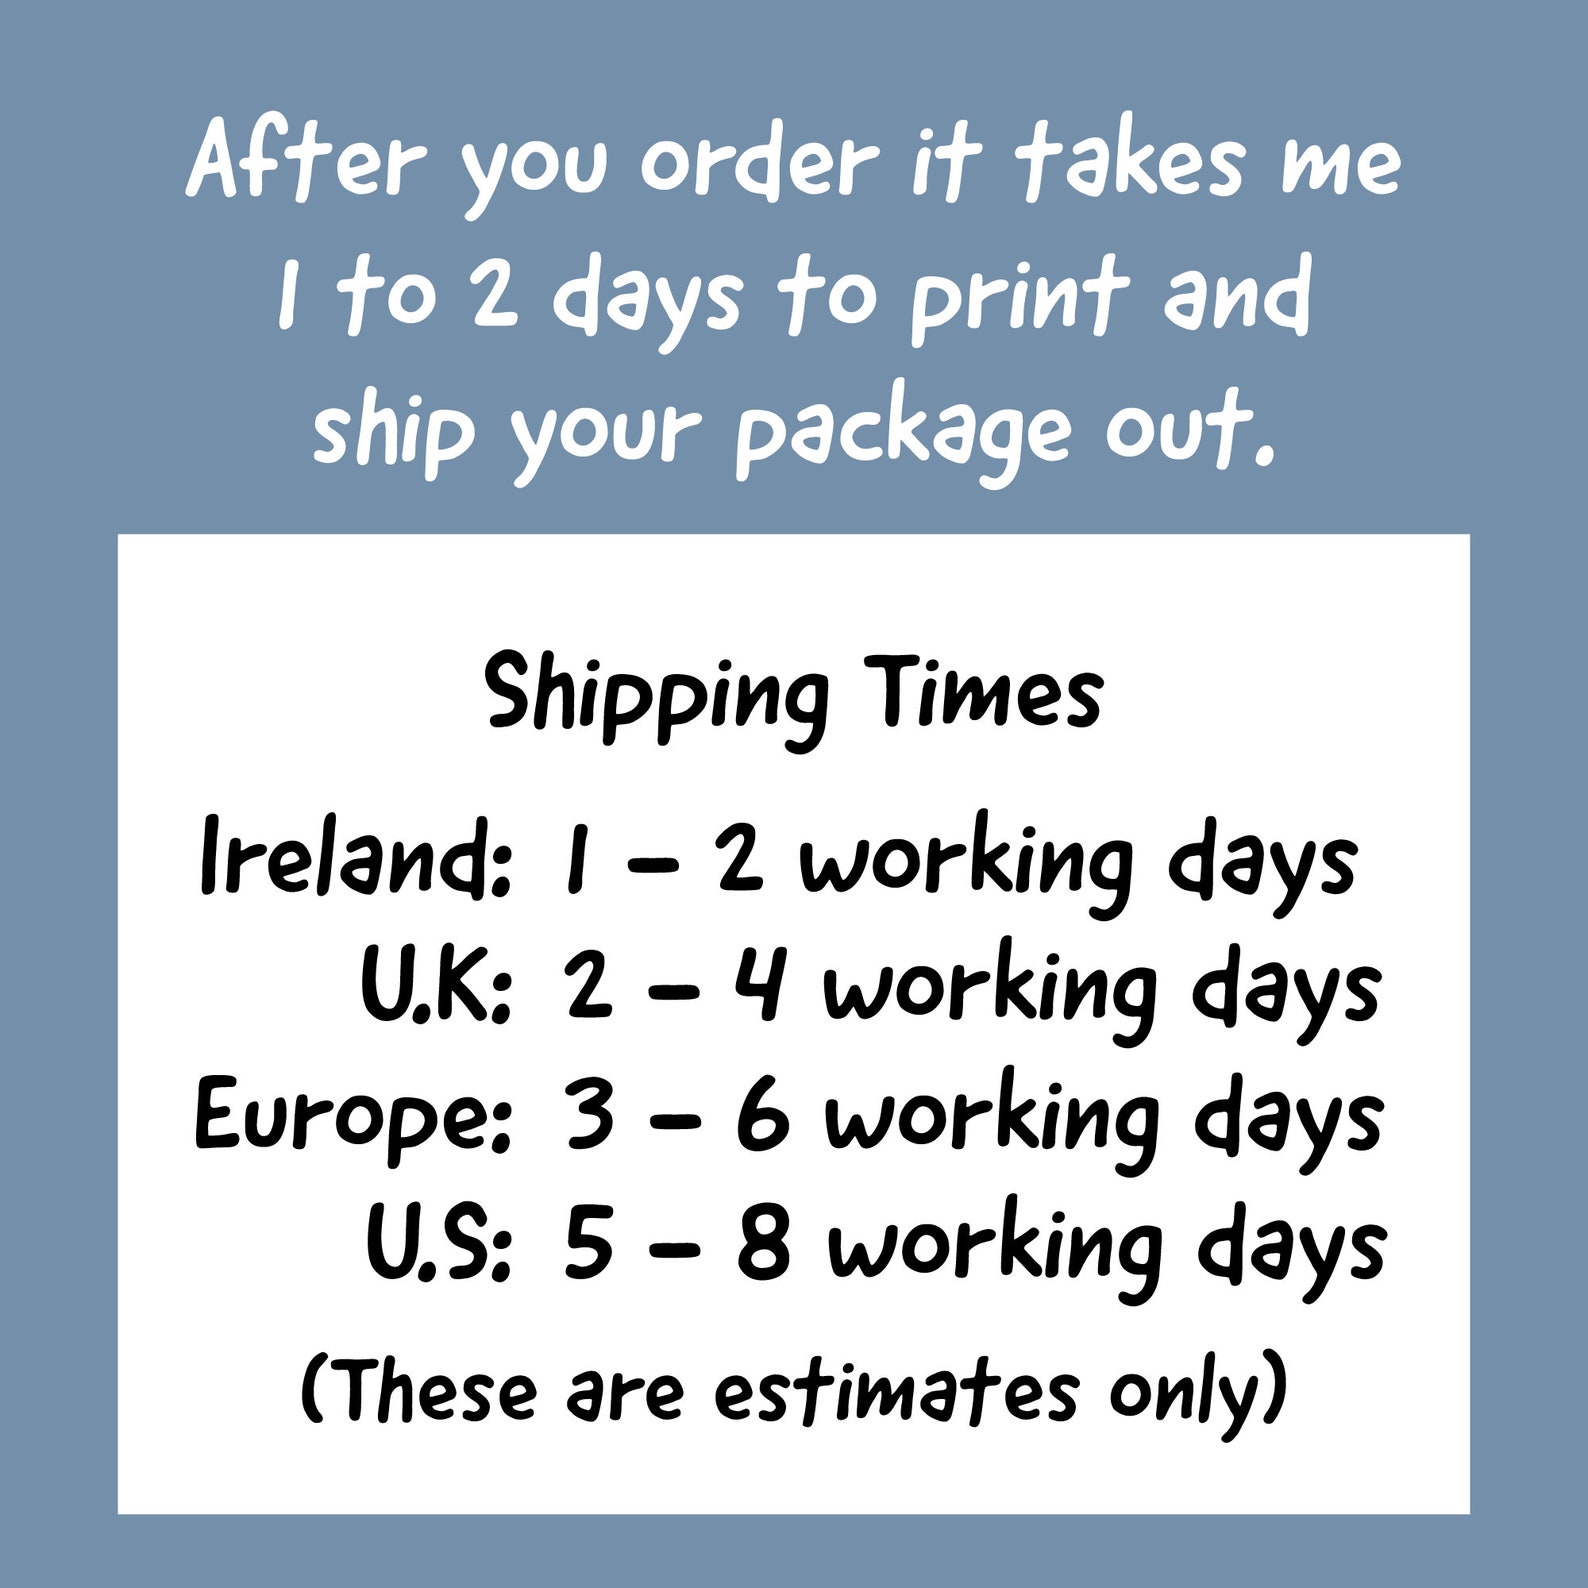 After you order it takes me
1 to 2 days to print and
ship your package out.
Shipping Times
Ireland: 1 – 2 working days
U.K: 2 – 4 working days
Europe: 3 – 6 working days
U.S: 5 – 8 working days
(These are estimates only)